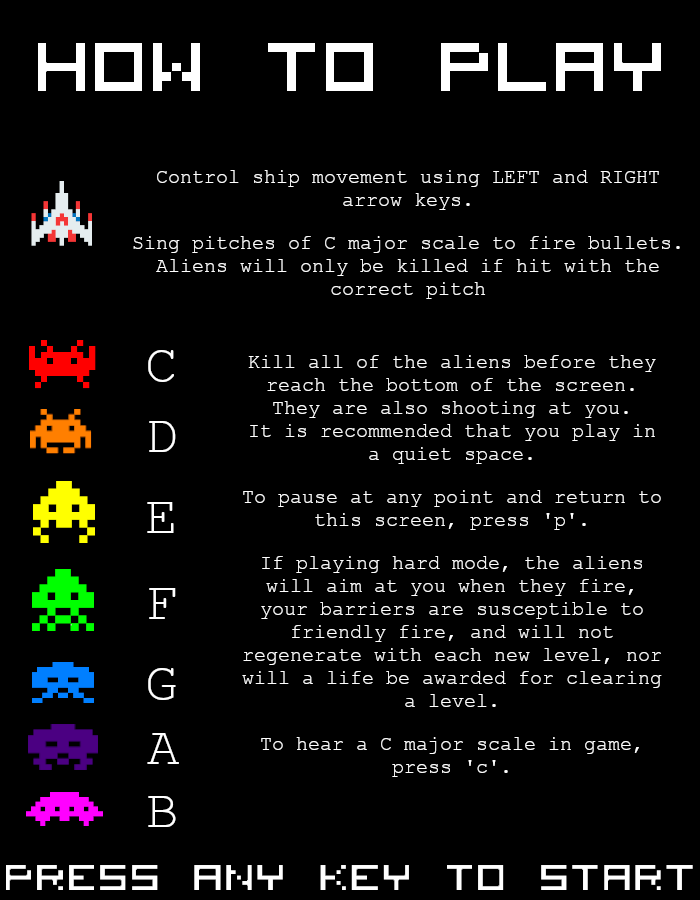 HOW TO PLAY
Control ship movement using LEFT and RIGHT
arrow keys.
Sing pitches of C major scale to fire bullets.
Aliens will only be killed if hit with the
correct pitch
C
D
E
F
G
A
B
Kill all of the aliens before they
reach the bottom of the screen.
They are also shooting at you.
It is recommended that you play in
a quiet space.
To pause at any point and return to
this screen, press 'p'.
If playing hard mode, the aliens
will aim at you when they fire,
your barriers are susceptible to
friendly fire, and will not
regenerate with each new level, nor
will a life be awarded for clearing
a level.
To hear a C major scale in game,
press 'c'.
PRESS ANY KEY TO START